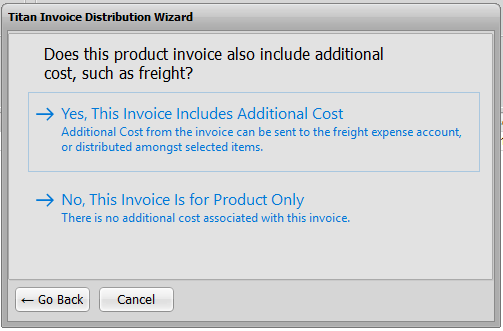 Titan Invoice Distribution Wizard
Does this product invoice also include additional
cost, such as freight?
→ Yes, This Invoice Includes Additional Cost
Additional Cost from the invoice can be sent to the freight expense account,
or distributed amongst selected items.
→ No, This Invoice Is for Product Only
There is no additional cost associated with this invoice.
← Go Back
Cancel